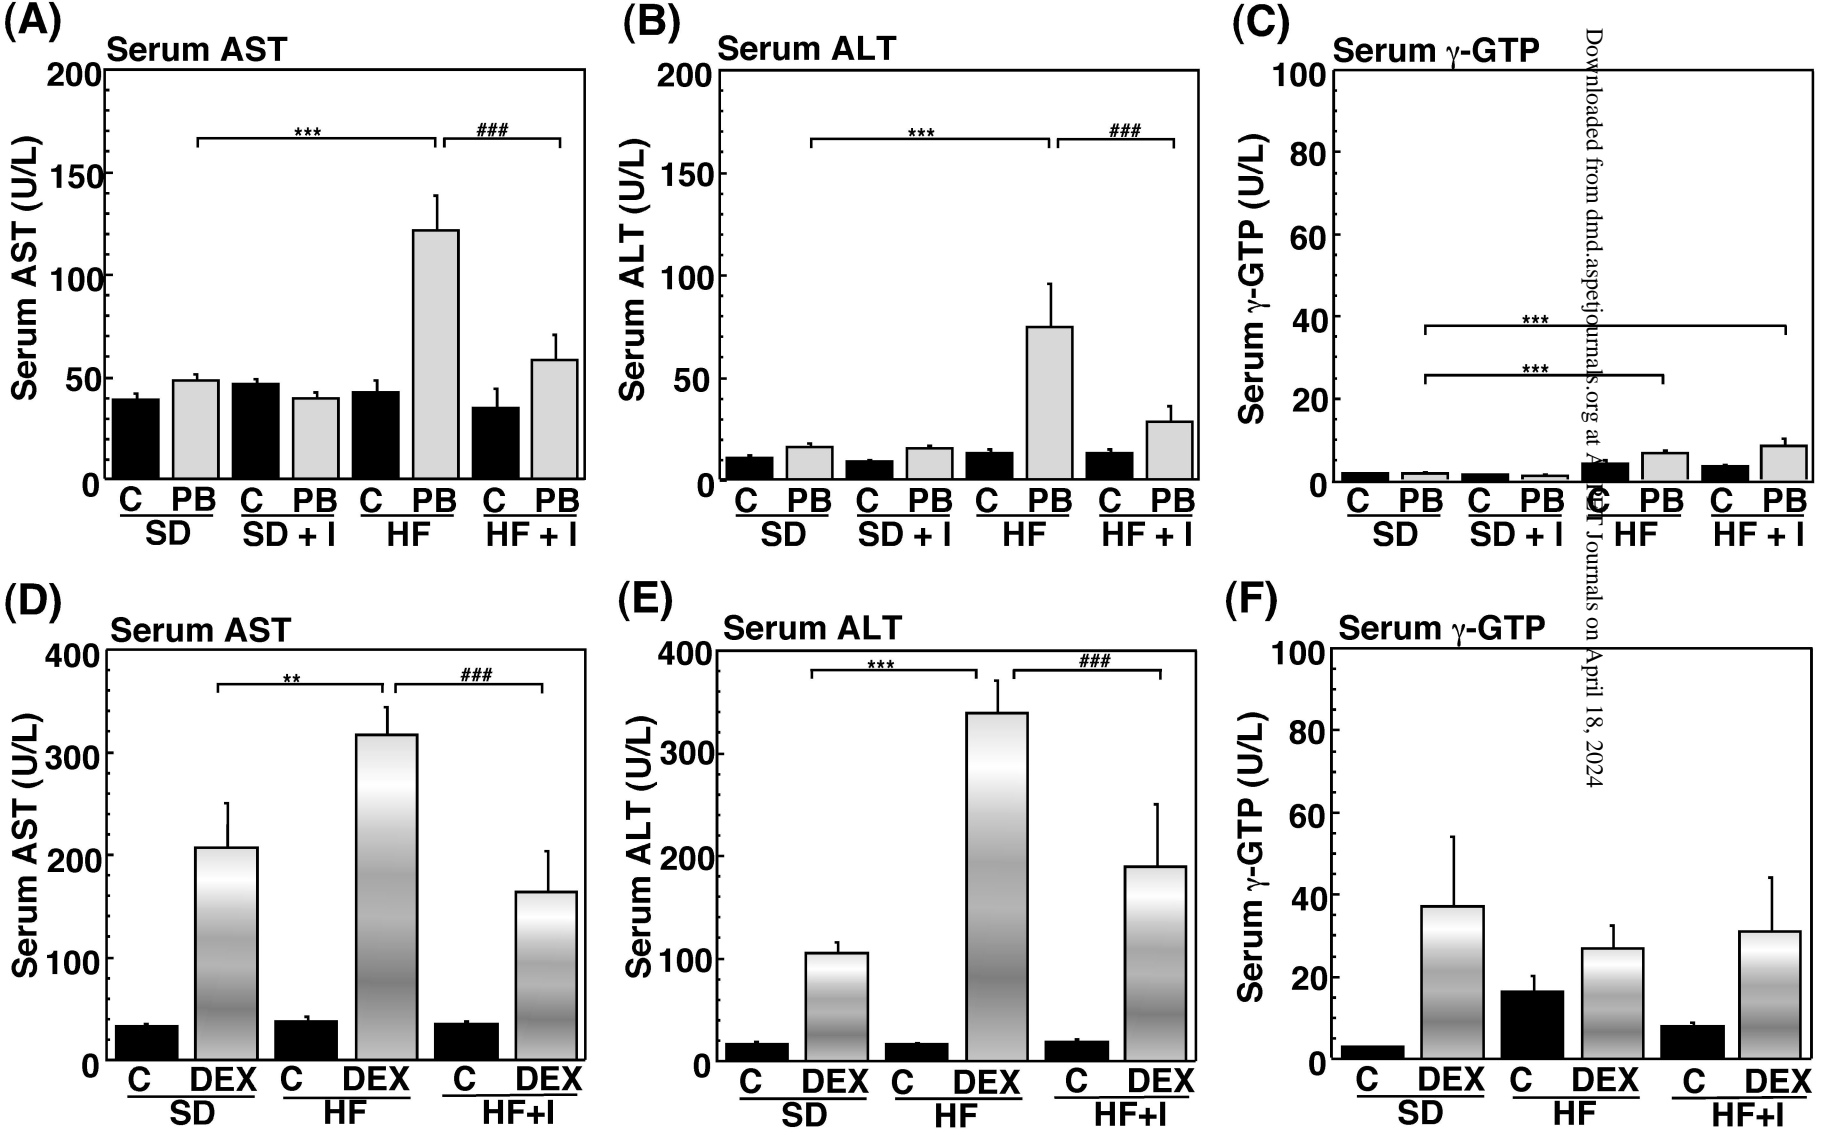 (A)
Serum AST
Serum AST (U/L)
200
150
100
50
0
***
###
C PB C PB C PB C PB
SD SD + I HF HF + I
(B)
Serum ALT
Serum ALT (U/L)
200
150
100
50
0
***
###
C PB C PB C PB C PB
SD SD + I HF HF + I
(C)
Serum γ-GTP
Serum γ-GTP (U/L)
100
80
60
40
20
0
***
***
C PB C PB C PB C PB
SD SD + I HF HF + I
Downloaded from dmd.aspetjournals.org at ASPET Journals on April 18, 2024
(D)
Serum AST
Serum AST (U/L)
400
300
200
100
0
**
###
C DEX C DEX C DEX
SD HF HF+I
(E)
Serum ALT
Serum ALT (U/L)
400
300
200
100
0
***
###
C DEX C DEX C DEX
SD HF HF+I
(F)
Serum γ-GTP
Serum γ-GTP (U/L)
100
80
60
40
20
0
C DEX C DEX C DEX
SD HF HF+I